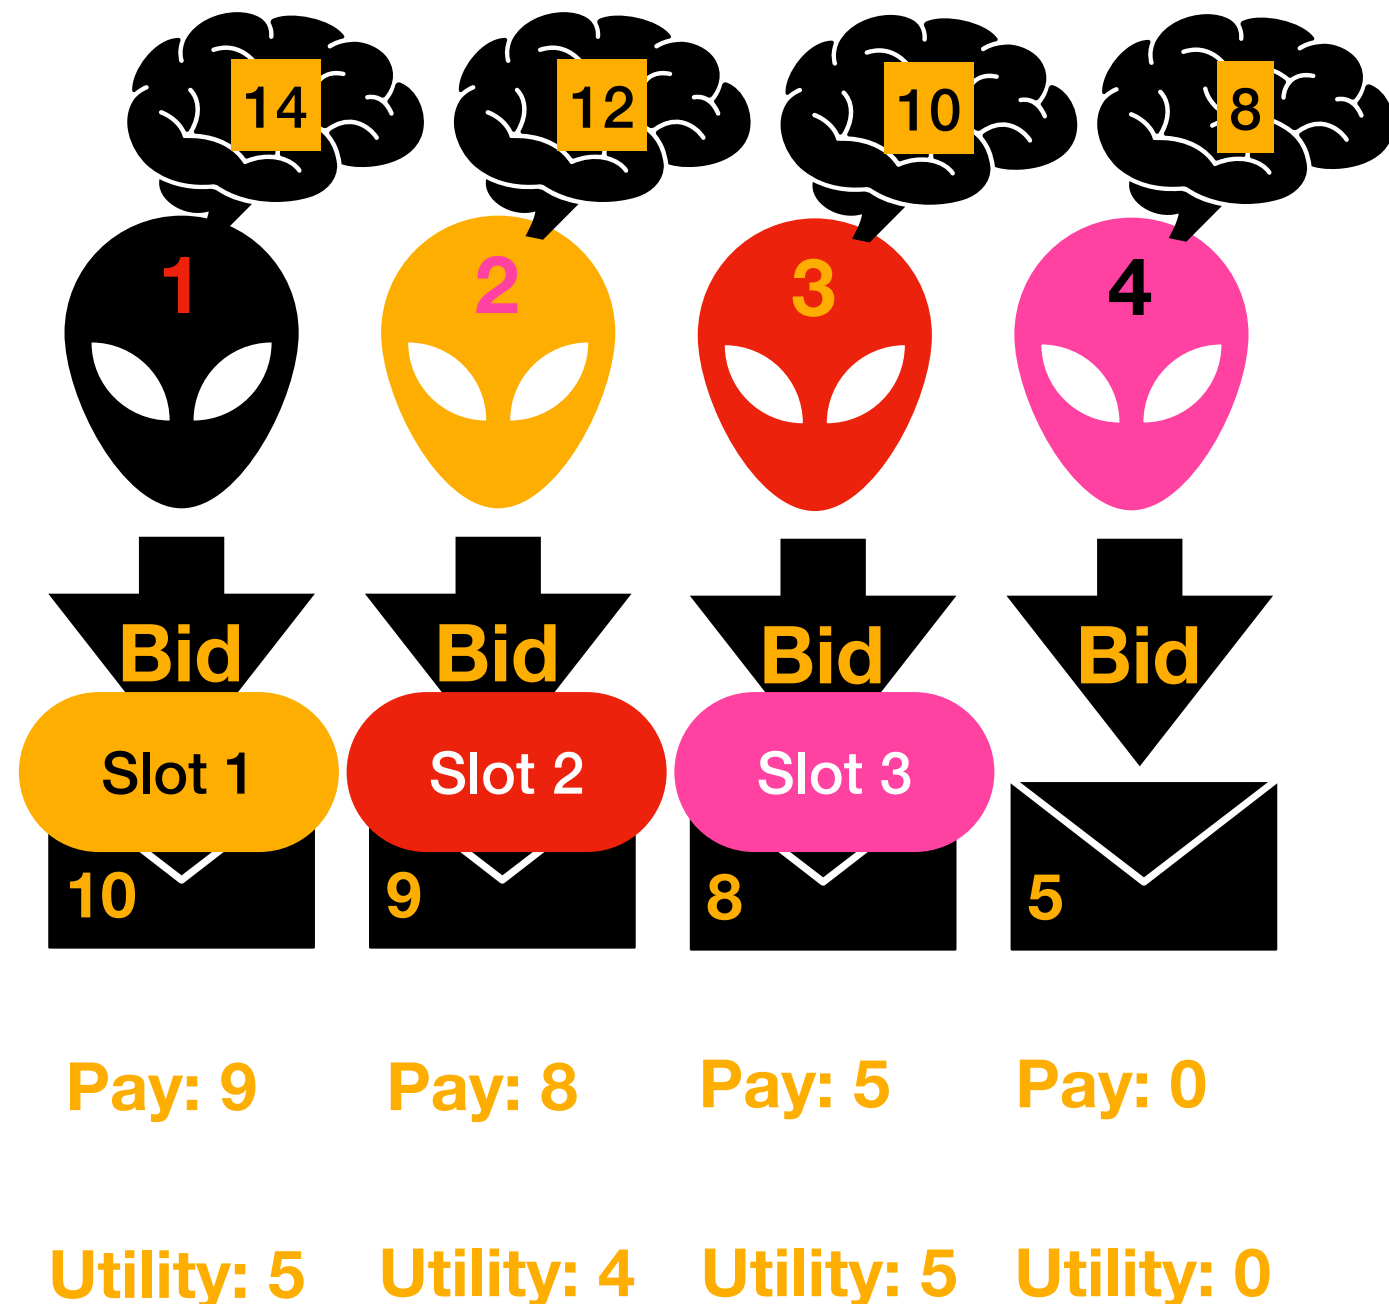 14 12 10 8
1 2 3 4
Bid Bid Bid Bid
Slot 1 Slot 2 Slot 3
10 9 8 5
Pay: 9 Pay: 8 Pay: 5 Pay: 0
Utility: 5 Utility: 4 Utility: 5 Utility: 0